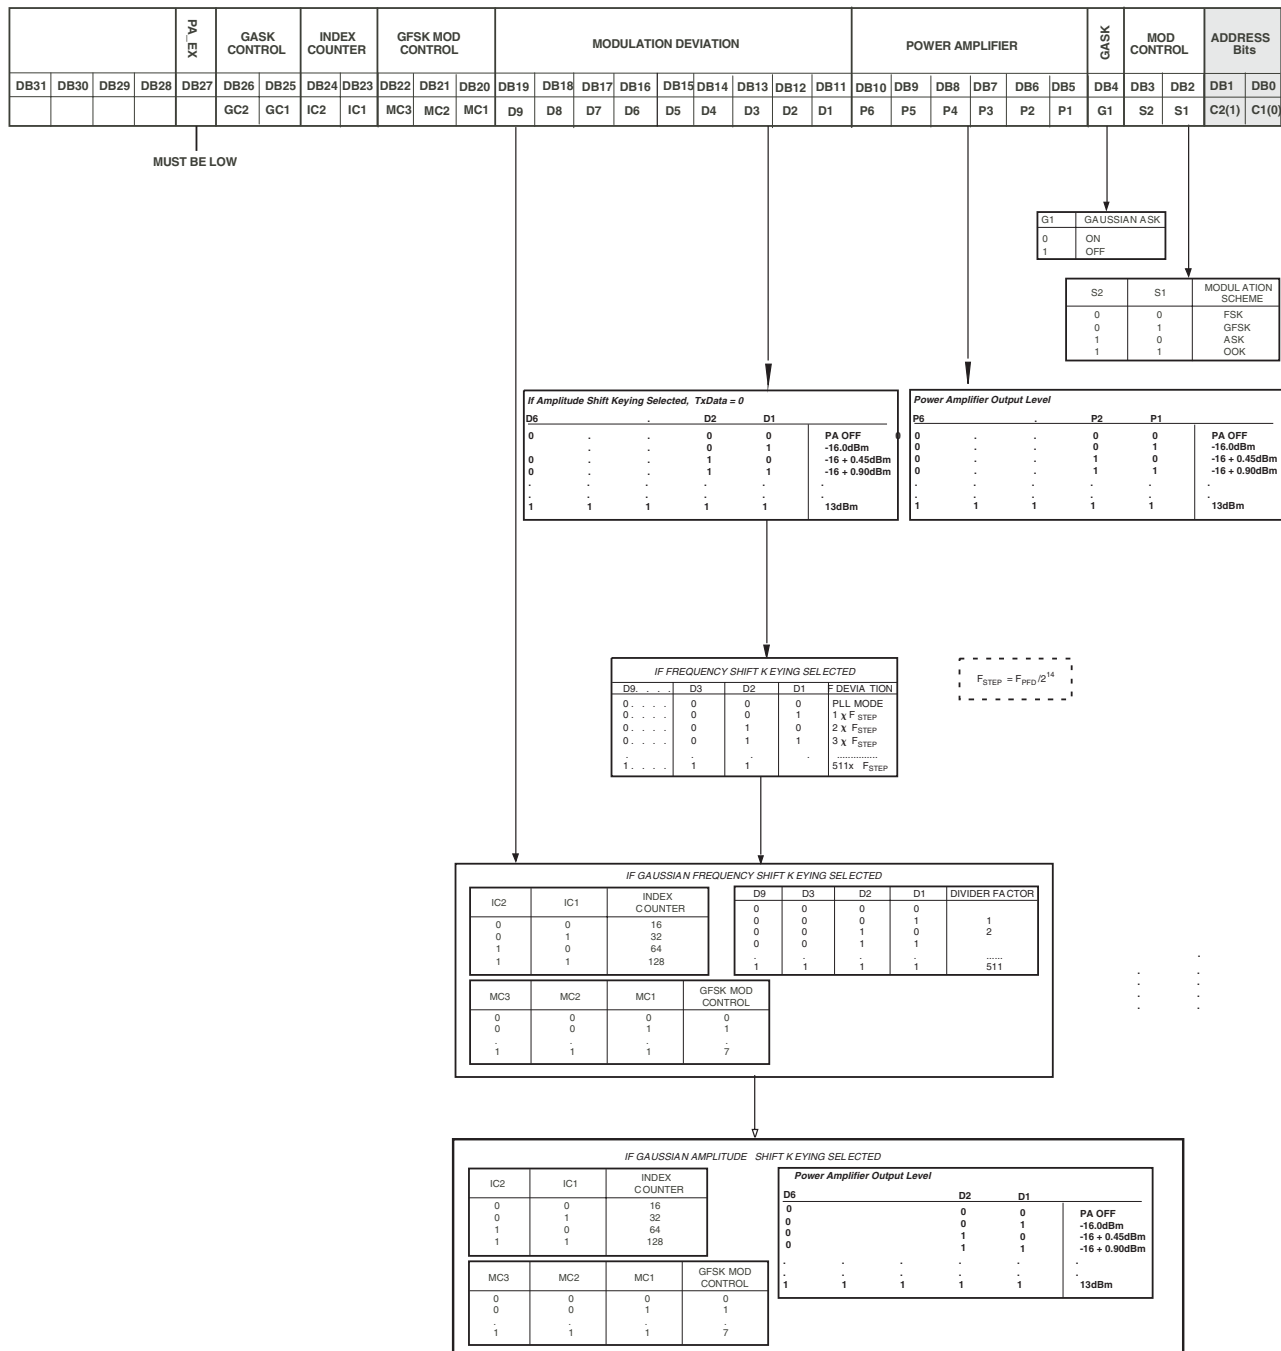 PA_EX GASK CONTROL INDEX COUNTER GFSK MOD CONTROL MODULATION DEVIATION POWER AMPLIFIER GASK MOD CONTROL ADDRESS Bits
DB31 DB30 DB29 DB28 DB27 DB26 DB25 DB24 DB23 DB22 DB21 DB20 DB19 DB18 DB17 DB16 DB15 DB14 DB13 DB12 DB11 DB10 DB9 DB8 DB7 DB6 DB5 DB4 DB3 DB2 DB1 DB0
GC2 GC1 IC2 IC1 MC3 MC2 MC1 D9 D8 D7 D6 D5 D4 D3 D2 D1 P6 P5 P4 P3 P2 P1 G1 S2 S1 C2(1) C1(0)
MUST BE LOW
G1 GAUSSIAN ASK
0 ON
1 OFF
S2 S1 MODULATION SCHEME
0 0 FSK
0 1 GFSK
1 0 ASK
1 1 OOK
If Amplitude Shift Keying Selected, TxData = 0
D6 . D2 D1
0 . . 0 0 PA OFF 0
. . 0 1 -16.0dBm
0 . . 1 0 -16 + 0.45dBm
0 . . 1 1 -16 + 0.90dBm
. . . . . .
. . . . . .
1 1 1 1 1 13dBm
Power Amplifier Output Level
P6 . P2 P1
0 . . 0 0 PA OFF
0 . . 0 1 -16.0dBm
0 . . 1 0 -16 + 0.45dBm
0 . . 1 1 -16 + 0.90dBm
. . . . . .
. . . . . .
1 1 1 1 1 13dBm
IF FREQUENCY SHIFT KEYING SELECTED
D9. . . . D3 D2 D1 F DEVIATION
0 . . . . 0 0 0 PLL MODE
0 . . . . 0 0 1 1 χ FSTEP
0 . . . . 0 1 0 2 χ FSTEP
0 . . . . 0 1 1 3 χ FSTEP
. . . . ...............
1 . . . . 1 1 511x FSTEP
FSTEP = FPFD/2^14
IF GAUSSIAN FREQUENCY SHIFT KEYING SELECTED
IC2 IC1 INDEX COUNTER
0 0 16
0 1 32
1 0 64
1 1 128
D9 D3 D2 D1 DIVIDER FACTOR
0 0 0 0
0 0 0 1 1
0 0 1 0 2
0 0 1 1
. . . . ......
1 1 1 1 511
MC3 MC2 MC1 GFSK MOD CONTROL
0 0 0 0
0 0 1 1
. . . .
1 1 1 7
IF GAUSSIAN AMPLITUDE SHIFT KEYING SELECTED
IC2 IC1 INDEX COUNTER
0 0 16
0 1 32
1 0 64
1 1 128
Power Amplifier Output Level
D6 D2 D1
0 0 0 PA OFF
0 0 1 -16.0dBm
0 1 0 -16 + 0.45dBm
0 1 1 -16 + 0.90dBm
. . . . . .
. . . . . .
1 1 1 1 1 13dBm
MC3 MC2 MC1 GFSK MOD CONTROL
0 0 0 0
0 0 1 1
. . . .
1 1 1 7